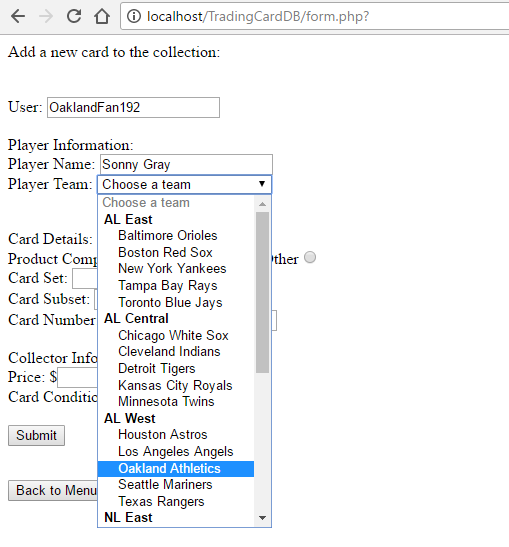 localhost/TradingCardDB/form.php?
Add a new card to the collection:
User: OaklandFan192
Player Information:
Player Name: Sonny Gray
Player Team: Choose a team
Choose a team
AL East
Baltimore Orioles
Boston Red Sox
New York Yankees
Tampa Bay Rays
Toronto Blue Jays
AL Central
Chicago White Sox
Cleveland Indians
Detroit Tigers
Kansas City Royals
Minnesota Twins
AL West
Houston Astros
Los Angeles Angels
Oakland Athletics
Seattle Mariners
Texas Rangers
NL East
Card Details:
Product Comp
Other
Card Set:
Card Subset:
Card Number
Collector Info
Price: $
Card Conditio
Submit
Back to Menu